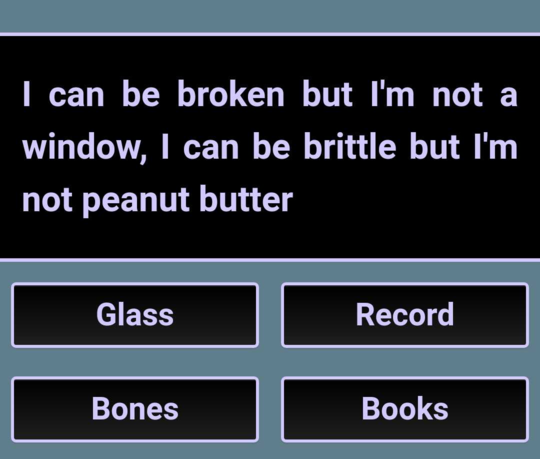 I can be broken but I'm not a
window, I can be brittle but I'm
not peanut butter
Glass
Record
Bones
Books